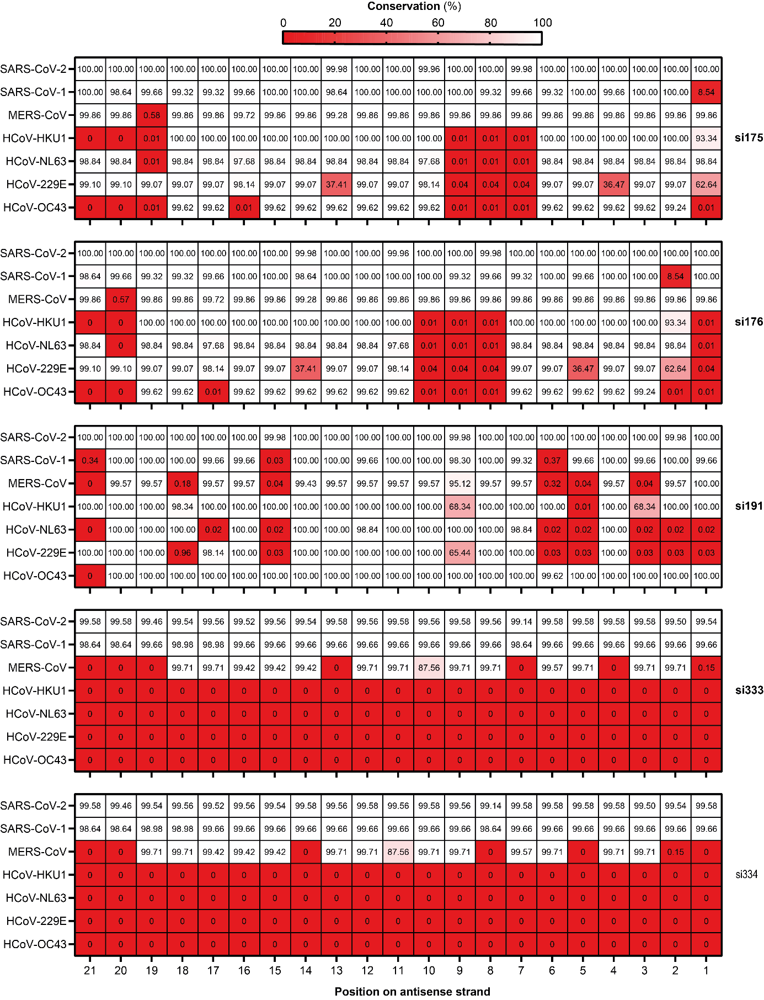 Conservation (%)
0 20 40 60 80 100
SARS-CoV-2 100.00 100.00 100.00 100.00 100.00 100.00 100.00 100.00 99.98 100.00 100.00 99.96 100.00 100.00 99.98 100.00 100.00 100.00 100.00 100.00 100.00
SARS-CoV-1 100.00 98.64 99.66 99.32 99.32 99.66 100.00 100.00 98.64 100.00 100.00 100.00 100.00 99.32 99.66 99.32 100.00 99.66 100.00 100.00 8.54
MERS-CoV 99.86 99.86 0.58 99.86 99.86 99.72 99.86 99.86 99.28 99.86 99.86 99.86 99.86 99.86 99.86 99.86 99.86 99.86 99.86 99.86 99.86
HCoV-HKU1 0 0 0.01 100.00 100.00 100.00 100.00 100.00 100.00 100.00 100.00 100.00 0.01 0.01 0.01 100.00 100.00 100.00 100.00 100.00 93.34 si175
HCoV-NL63 98.84 98.84 0.01 98.84 98.84 97.68 98.84 98.84 98.84 98.84 98.84 97.68 0.01 0.01 0.01 98.84 98.84 98.84 98.84 98.84 98.84
HCoV-229E 99.10 99.10 99.07 99.07 99.07 98.14 99.07 99.07 37.41 99.07 99.07 98.14 0.04 0.04 0.04 99.07 99.07 36.47 99.07 99.07 62.64
HCoV-OC43 0 0 0.01 99.62 99.62 0.01 99.62 99.62 99.62 99.62 99.62 99.62 0.01 0.01 0.01 99.62 99.62 99.62 99.62 99.24 0.01
SARS-CoV-2 100.00 100.00 100.00 100.00 100.00 100.00 100.00 99.98 100.00 100.00 99.96 100.00 100.00 99.98 100.00 100.00 100.00 100.00 100.00 100.00 100.00
SARS-CoV-1 98.64 99.66 99.32 99.32 99.66 100.00 100.00 98.64 100.00 100.00 100.00 100.00 99.32 99.66 99.32 100.00 99.66 100.00 100.00 8.54 100.00
MERS-CoV 99.86 0.57 99.86 99.86 99.72 99.86 99.86 99.28 99.86 99.86 99.86 99.86 99.86 99.86 99.86 99.86 99.86 99.86 99.86 99.86 99.86
HCoV-HKU1 0 0 100.00 100.00 100.00 100.00 100.00 100.00 100.00 100.00 100.00 0.01 0.01 0.01 100.00 100.00 100.00 100.00 100.00 93.34 0.01 si176
HCoV-NL63 98.84 0 98.84 98.84 97.68 98.84 98.84 98.84 98.84 98.84 97.68 0.01 0.01 0.01 98.84 98.84 98.84 98.84 98.84 98.84 0.01
HCoV-229E 99.10 99.10 99.07 99.07 98.14 99.07 99.07 37.41 99.07 99.07 98.14 0.04 0.04 0.04 99.07 99.07 36.47 99.07 99.07 62.64 0.04
HCoV-OC43 0 0 99.62 99.62 0.01 99.62 99.62 99.62 99.62 99.62 99.62 0.01 0.01 0.01 99.62 99.62 99.62 99.62 99.24 0.01 0.01
SARS-CoV-2 100.00 100.00 100.00 100.00 100.00 100.00 99.98 100.00 100.00 100.00 100.00 100.00 99.98 100.00 100.00 100.00 100.00 100.00 100.00 99.98 100.00
SARS-CoV-1 0.34 100.00 100.00 100.00 99.66 99.66 0.03 100.00 100.00 99.66 100.00 100.00 98.30 100.00 99.32 0.37 99.66 100.00 99.66 100.00 99.66
MERS-CoV 0 99.57 99.57 0.18 99.57 99.57 0.04 99.43 99.57 99.57 99.57 99.57 95.12 99.57 99.57 0.32 0.04 99.57 0.04 99.57 100.00
HCoV-HKU1 100.00 100.00 100.00 98.34 100.00 100.00 100.00 100.00 100.00 100.00 100.00 100.00 68.34 100.00 100.00 100.00 0.01 100.00 68.34 100.00 100.00 si191
HCoV-NL63 0 100.00 100.00 100.00 0.02 100.00 0.02 100.00 100.00 98.84 100.00 100.00 100.00 100.00 98.84 0.02 0.02 100.00 0.02 0.02 0.02
HCoV-229E 100.00 100.00 100.00 0.96 98.14 100.00 0.03 100.00 100.00 100.00 100.00 100.00 65.44 100.00 100.00 0.03 0.03 100.00 0.03 0.03 0.03
HCoV-OC43 0 100.00 100.00 100.00 100.00 100.00 100.00 100.00 100.00 100.00 100.00 100.00 100.00 100.00 100.00 99.62 100.00 100.00 100.00 100.00 100.00
SARS-CoV-2 99.58 99.58 99.46 99.54 99.56 99.52 99.56 99.54 99.58 99.56 99.58 99.56 99.58 99.56 99.14 99.58 99.58 99.58 99.58 99.50 99.54
SARS-CoV-1 98.64 98.64 99.66 98.98 98.98 99.66 99.66 99.66 99.66 99.66 99.66 99.66 99.66 99.66 98.64 99.66 99.66 99.66 99.66 99.66 99.66
MERS-CoV 0 0 0 99.71 99.71 99.42 99.42 99.42 0 99.71 99.71 87.56 99.71 99.71 0 99.57 99.71 0 99.71 99.71 0.15
HCoV-HKU1 0 0 0 0 0 0 0 0 0 0 0 0 0 0 0 0 0 0 0 0 0 si333
HCoV-NL63 0 0 0 0 0 0 0 0 0 0 0 0 0 0 0 0 0 0 0 0 0
HCoV-229E 0 0 0 0 0 0 0 0 0 0 0 0 0 0 0 0 0 0 0 0 0
HCoV-OC43 0 0 0 0 0 0 0 0 0 0 0 0 0 0 0 0 0 0 0 0 0
SARS-CoV-2 99.58 99.46 99.54 99.56 99.52 99.56 99.54 99.58 99.56 99.58 99.56 99.58 99.56 99.14 99.58 99.58 99.58 99.58 99.50 99.54 99.58
SARS-CoV-1 98.64 98.64 98.98 98.98 99.66 99.66 99.66 99.66 99.66 99.66 99.66 99.66 99.66 98.64 99.66 99.66 99.66 99.66 99.66 99.66 99.66
MERS-CoV 0 0 99.71 99.71 99.42 99.42 99.42 0 99.71 99.71 87.56 99.71 99.71 0 99.57 99.71 0 99.71 99.71 0.15 0
HCoV-HKU1 0 0 0 0 0 0 0 0 0 0 0 0 0 0 0 0 0 0 0 0 0 si334
HCoV-NL63 0 0 0 0 0 0 0 0 0 0 0 0 0 0 0 0 0 0 0 0 0
HCoV-229E 0 0 0 0 0 0 0 0 0 0 0 0 0 0 0 0 0 0 0 0 0
HCoV-OC43 0 0 0 0 0 0 0 0 0 0 0 0 0 0 0 0 0 0 0 0 0
21 20 19 18 17 16 15 14 13 12 11 10 9 8 7 6 5 4 3 2 1
Position on antisense strand